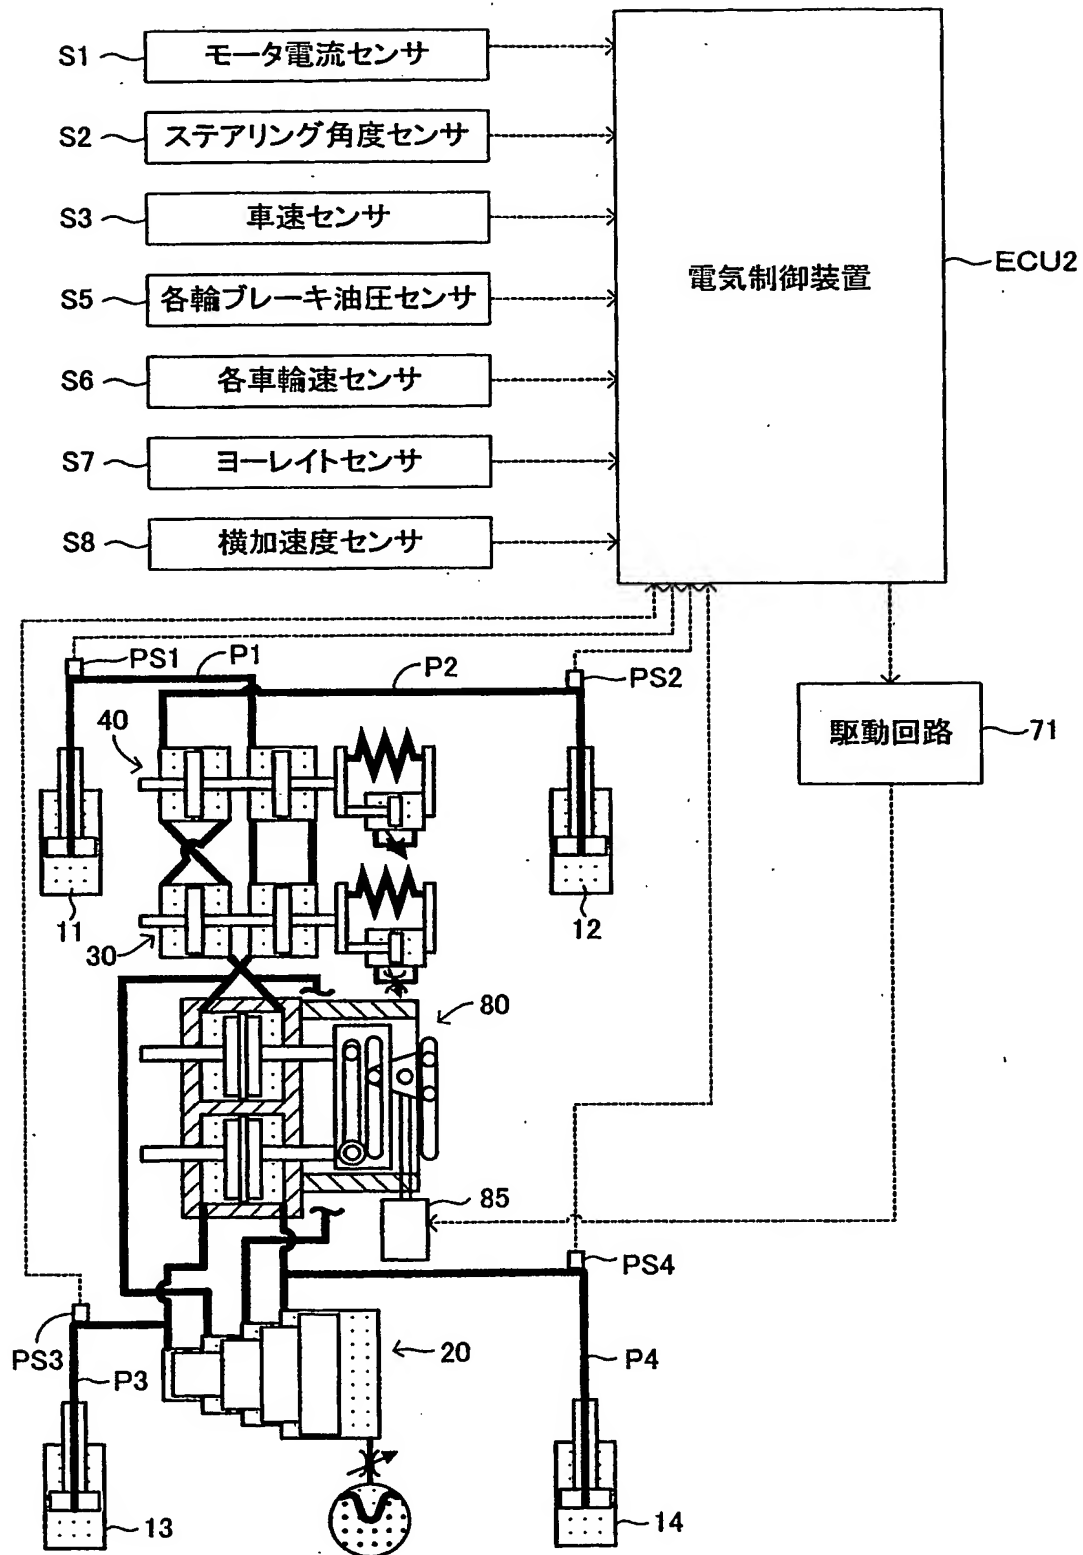 S1 モータ電流センサ
S2 ステアリング角度センサ
S3 車速センサ
電気制御装置
ECU2
S5 各輪ブレーキ油圧センサ
S6 各車輪速センサ
S7 ヨーレイトセンサ
S8 横加速度センサ
PS1
P1
P2
PS2
40
駆動回路
71
11
12
30
80
85
PS4
PS3
P3
20
P4
13
14